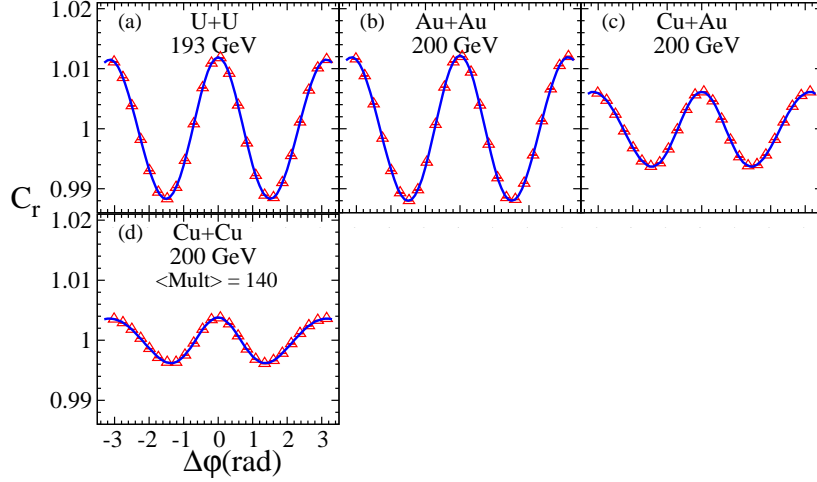 (a) U+U
193 GeV
(b) Au+Au
200 GeV
(c) Cu+Au
200 GeV
1.02
1.01
1
0.99
C_r
(d) Cu+Cu
200 GeV
<Mult> = 140
1.02
1.01
1
0.99
-3 -2 -1 0 1 2 3
Δφ(rad)